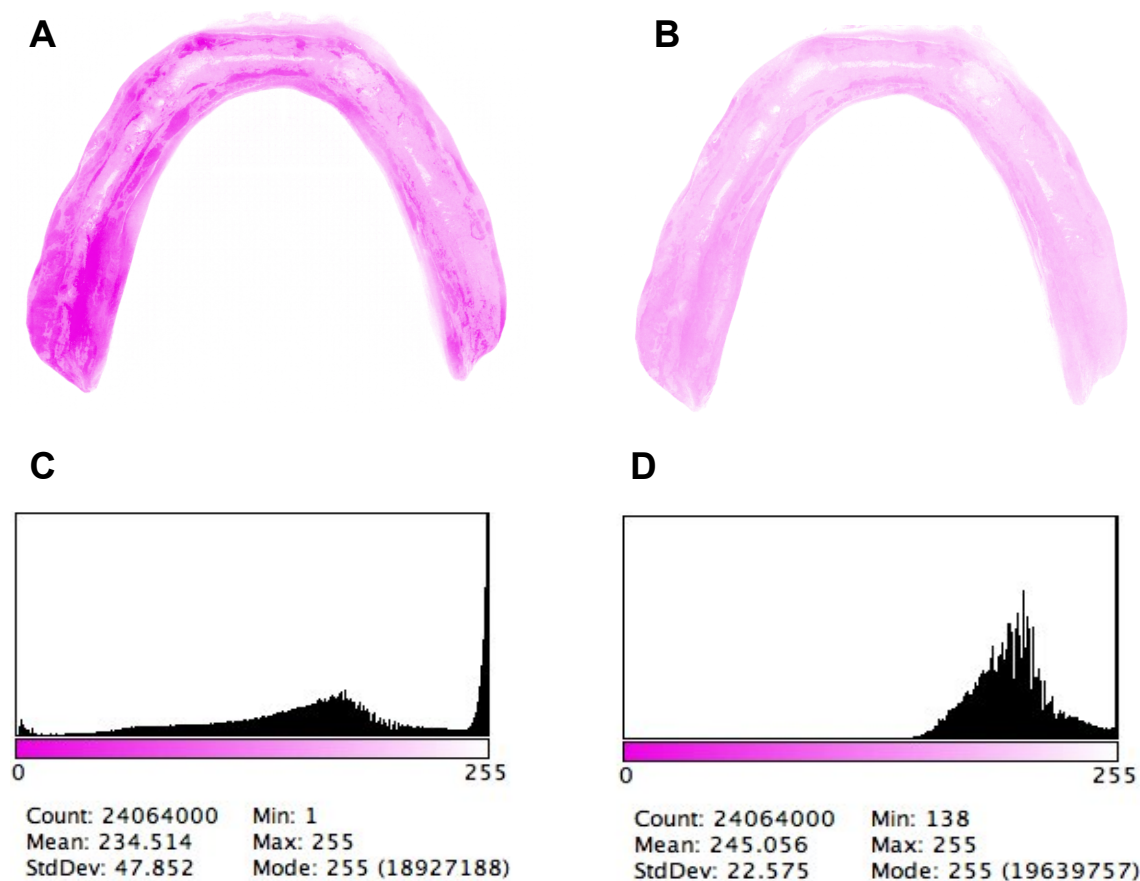 A
B
C
D
0
255
0
255
Count: 24064000 Min: 1
Mean: 234.514 Max: 255
StdDev: 47.852 Mode: 255 (18927188)
Count: 24064000 Min: 138
Mean: 245.056 Max: 255
StdDev: 22.575 Mode: 255 (19639757)